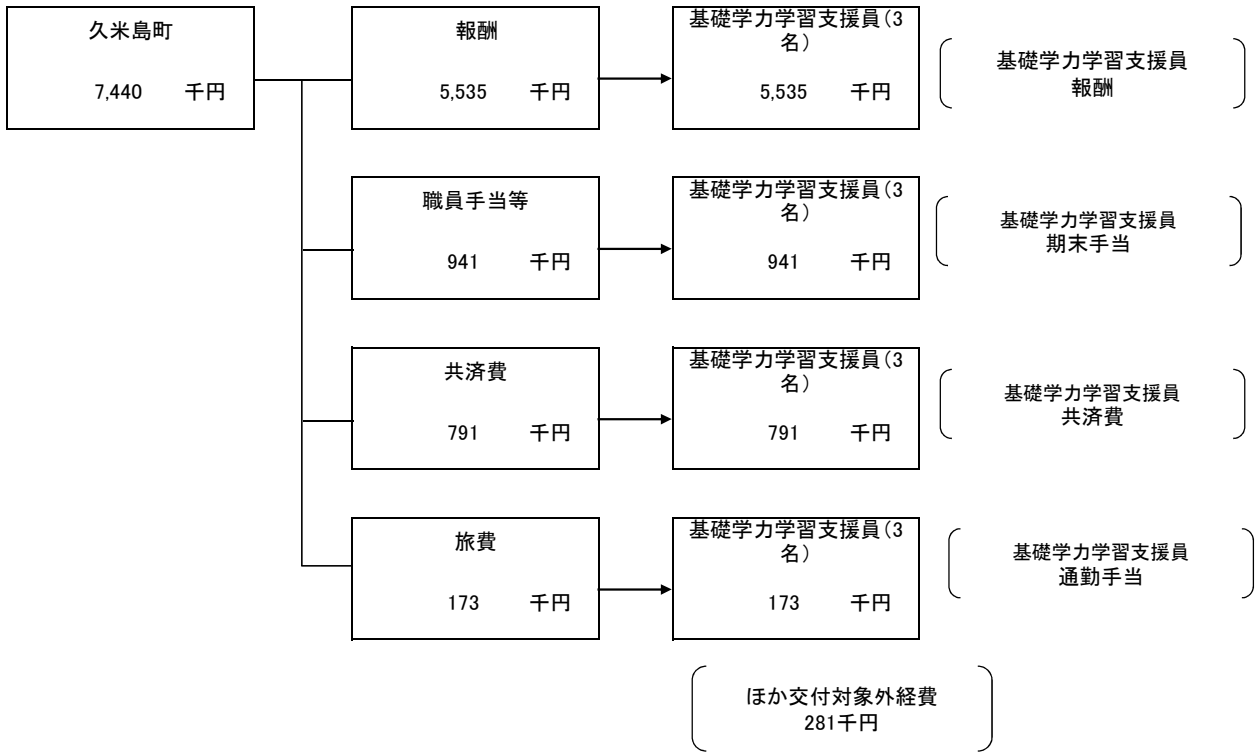 久米島町
7,440 千円
報酬
5,535 千円
基礎学力学習支援員(3
名)
5,535 千円
基礎学力学習支援員
報酬
職員手当等
941 千円
基礎学力学習支援員(3
名)
941 千円
基礎学力学習支援員
期末手当
共済費
791 千円
基礎学力学習支援員(3
名)
791 千円
基礎学力学習支援員
共済費
旅費
173 千円
基礎学力学習支援員(3
名)
173 千円
基礎学力学習支援員
通勤手当
ほか交付対象外経費
281千円